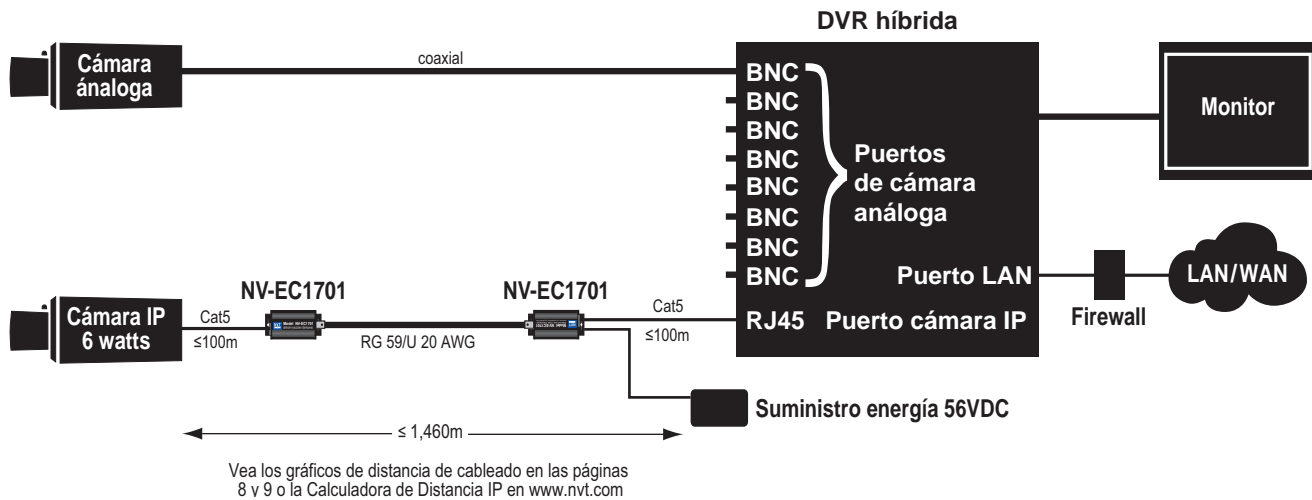 DVR híbrida
Cámara
ánaloga
coaxial
BNC
BNC
BNC
BNC
BNC
BNC
BNC
BNC
Puertos
de cámara
análoga
Monitor
Puerto LAN
Firewall
LAN/WAN
Cámara IP
6 watts
Cat5
≤100m
NV-EC1701
RG 59/U 20 AWG
NV-EC1701
Cat5
≤100m
RJ45 Puerto cámara IP
Suministro energía 56VDC
≤ 1,460m
Vea los gráficos de distancia de cableado en las páginas
8 y 9 o la Calculadora de Distancia IP en www.nvt.com